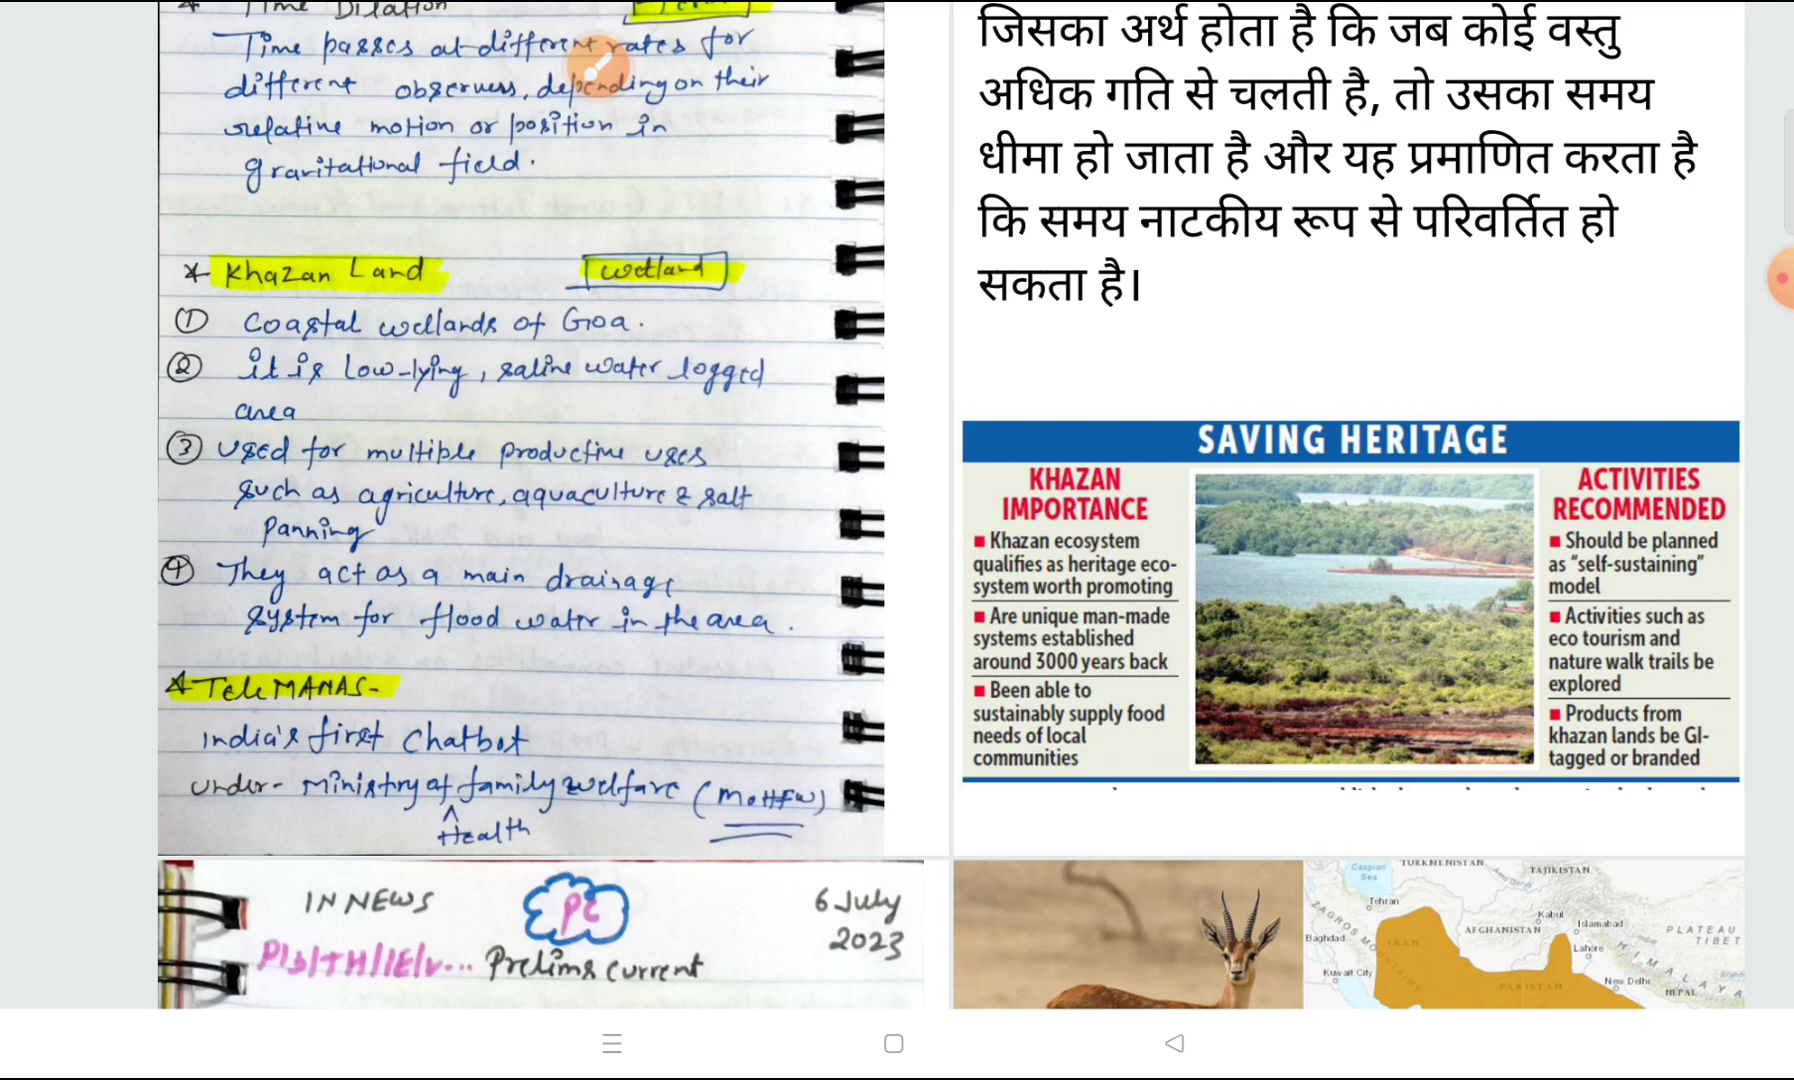 * Time Dilation
Time passes at different rates for
different observers, depending on their
relative motion or position in
gravitational field.
* Khazan Land wetland
① Coastal wetlands of Goa.
② it is Low-lying, saline water logged
area
③ used for multiple productive uses
such as agriculture, aquaculture & salt
Panning
④ They act as a main drainage
system for flood water in the area.
* Tele MANAS-
India's first Chatbot
under- Ministry of family welfare (MoHFW)
^
Health
IN NEWS
PC
6 July
2023
Prelims current
जिसका अर्थ होता है कि जब कोई वस्तु
अधिक गति से चलती है, तो उसका समय
धीमा हो जाता है और यह प्रमाणित करता है
कि समय नाटकीय रूप से परिवर्तित हो
सकता है।
SAVING HERITAGE
KHAZAN
IMPORTANCE
Khazan ecosystem
qualifies as heritage eco-
system worth promoting
Are unique man-made
systems established
around 3000 years back
Been able to
sustainably supply food
needs of local
communities
ACTIVITIES
RECOMMENDED
Should be planned
as “self-sustaining”
model
Activities such as
eco tourism and
nature walk trails be
explored
Products from
khazan lands be GI-
tagged or branded
Caspian
Sea
TURKMENISTAN
TAJIKISTAN
Amu Darya
Tehran
Kabul
Islamabad
ZAGROS MOUNTAINS
Baghdad
IRAN
AFGHANISTAN
Lahore
PLATEAU
TIBET
HIMALAYA
Kuwait City
PAKISTAN
New Delhi
NEPAL